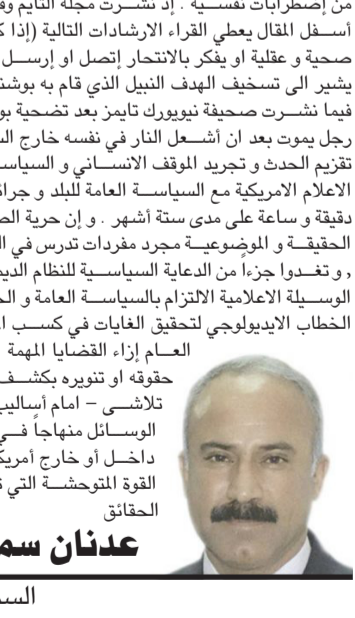 من إضطرابات نفسية . إذ نشرت مجلة التايم وق
أسفل المقال يعطي القراء الارشادات التالية (إذا ك
صحية و عقلية او يفكر بالانتحار إتصل او إرسل
يشير الى تسخيف الهدف النبيل الذي قام به بوشن
فيما نشرت صحيفة نيويورك تايمز بعد تضحية بو
رجل يموت بعد ان أشعل النار في نفسه خارج الس
تقزيم الحدث و تجريد الموقف الانساني و السياس
الاعلام الامريكية مع السياسة العامة للبلد و جرائ
دقيقة و ساعة على مدى ستة أشهر . و إن حرية الص
الحقيقة و الموضوعية مجرد مفردات تدرس في ال
, و تغدوا جزءاً من الدعاية السياسية للنظام الديم
الوسيلة الاعلامية الالتزام بالسياسة العامة و الخ
الخطاب الايديولوجي لتحقيق الغايات في كسب ا
العام إزاء القضايا المهمة
حقوقه او تنويره بكشف
تلاشى – امام أساليب
الوسائل منهاجاً في
داخل أو خارج أمريك
القوة المتوحشة التي ت
الحقائق
عدنان سم
الس